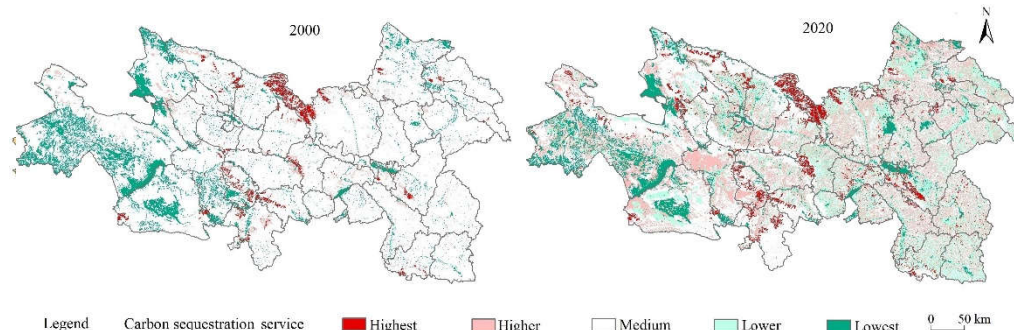 2000
2020
N
Legend Carbon sequestration service Highest Higher Medium Lower Lowest 0 50 km